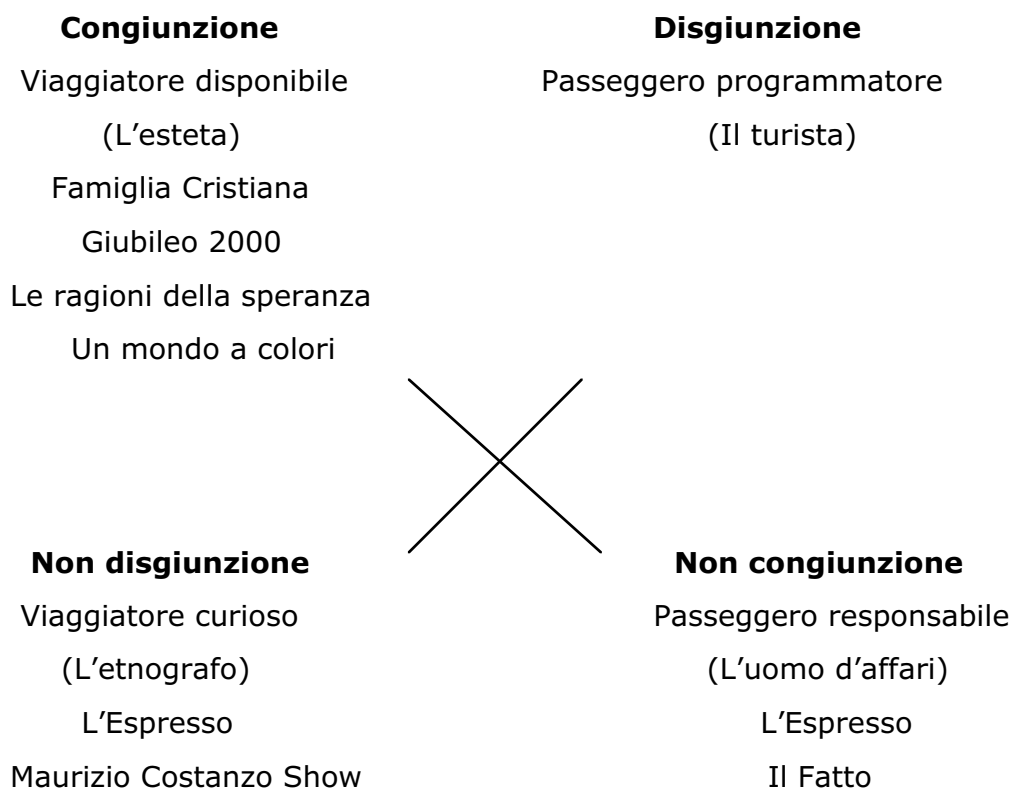 Congiunzione
Disgiunzione
Viaggiatore disponibile
Passeggero programmatore
(L’esteta)
(Il turista)
Famiglia Cristiana
Giubileo 2000
Le ragioni della speranza
Un mondo a colori
Non disgiunzione
Non congiunzione
Viaggiatore curioso
Passeggero responsabile
(L’etnografo)
(L’uomo d’affari)
L’Espresso
L’Espresso
Maurizio Costanzo Show
Il Fatto